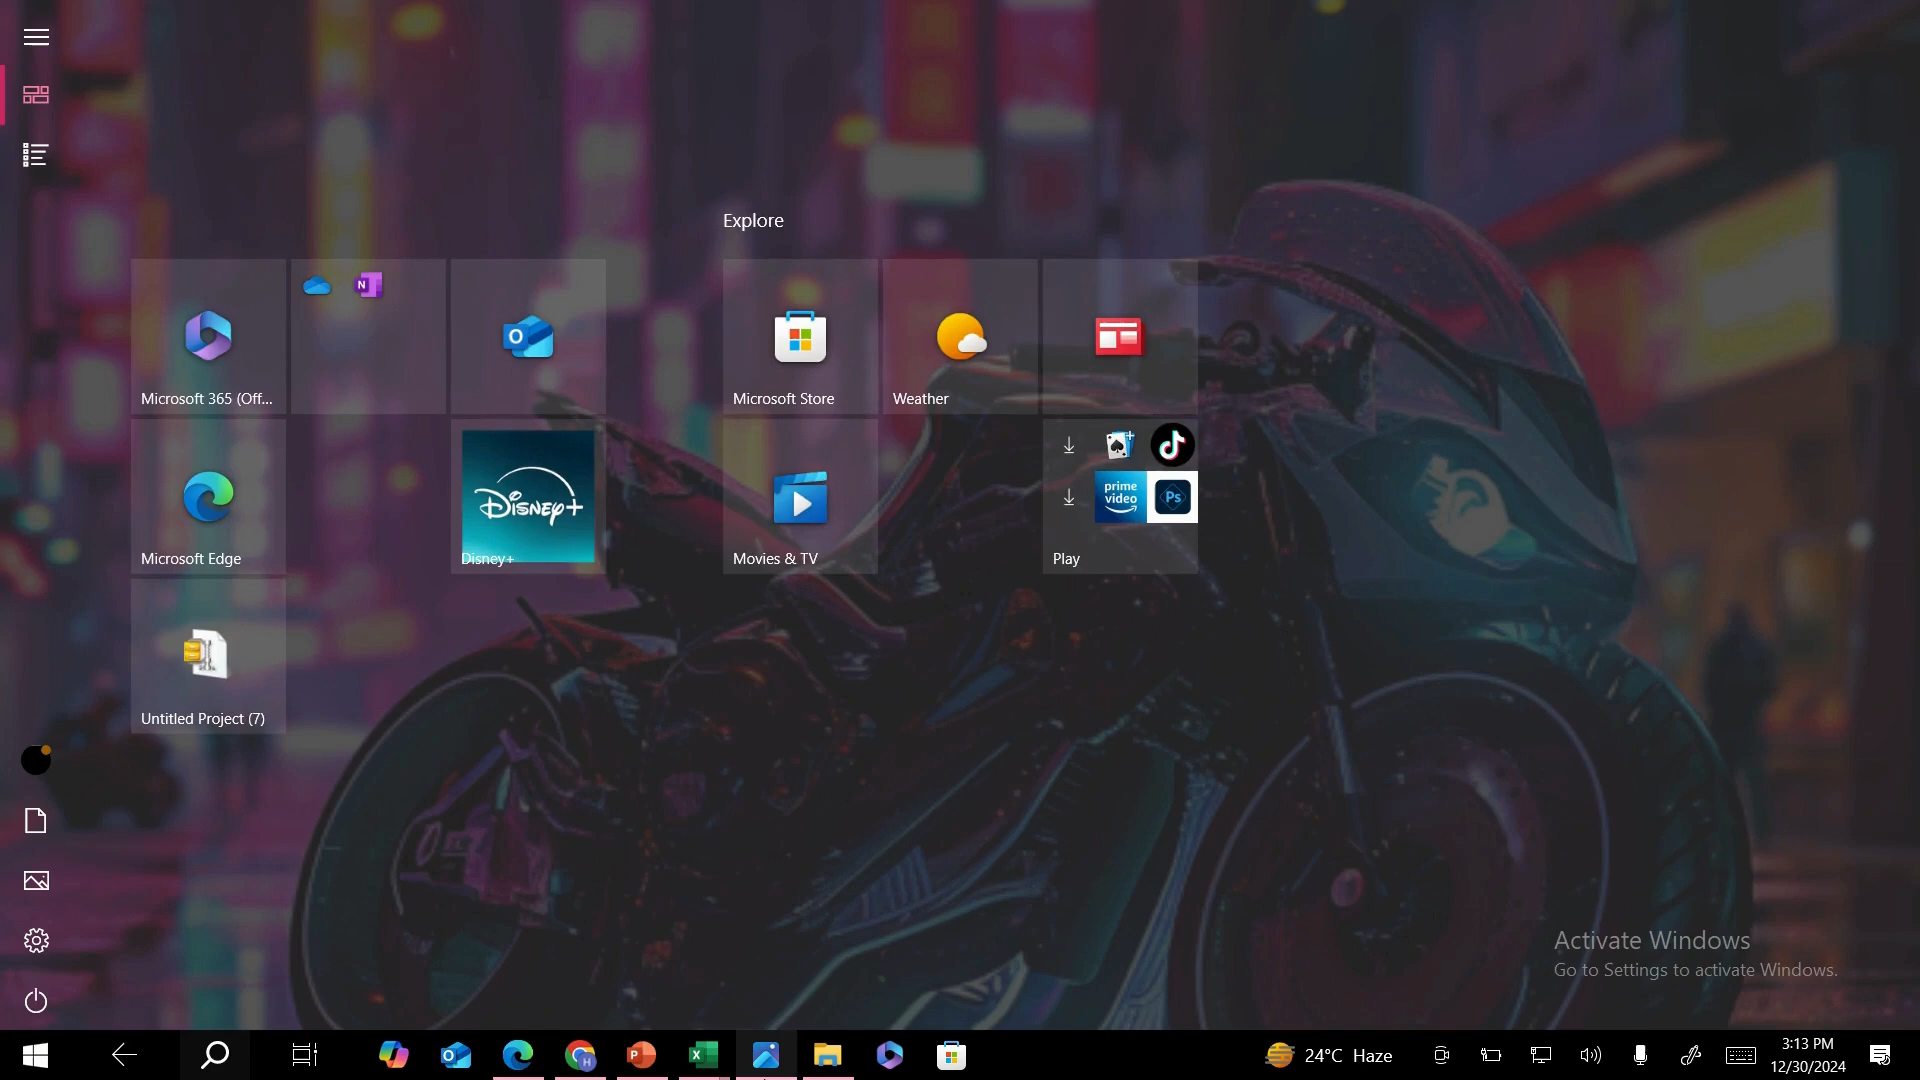 Explore
Microsoft 365 (Off...
N
O
Microsoft Store
Weather
Microsoft Edge
Disney+
Disney+
Movies & TV
prime
video
Ps
Play
Untitled Project (7)
Activate Windows
Go to Settings to activate Windows.
O
H
P
X
24°C Haze
3:13 PM
12/30/2024